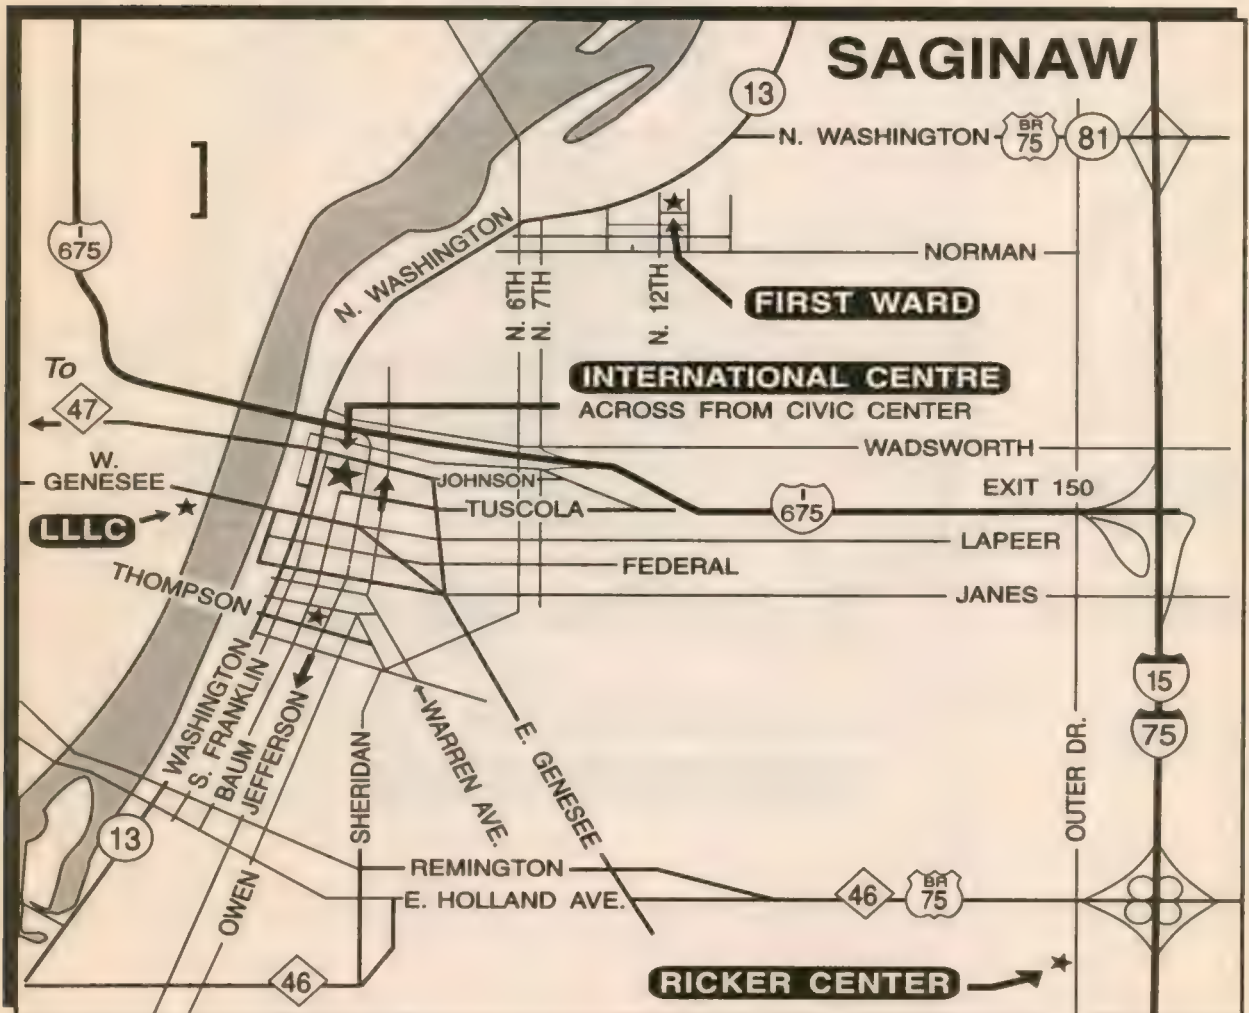 SAGINAW
13
N. WASHINGTON
BR
75
81
]
I
675
N. WASHINGTON
NORMAN
N. 6TH
N. 7TH
N. 12TH
FIRST WARD
To
47
INTERNATIONAL CENTRE
ACROSS FROM CIVIC CENTER
WADSWORTH
W.
GENESEE
JOHNSON
EXIT 150
TUSCOLA
I
675
LLLC
LAPEER
FEDERAL
THOMPSON
JANES
15
75
WASHINGTON
S. FRANKLIN
BAUM
JEFFERSON
SHERIDAN
WARREN AVE.
E. GENESEE
OUTER DR.
13
REMINGTON
E. HOLLAND AVE.
46
BR
75
OWEN
46
RICKER CENTER